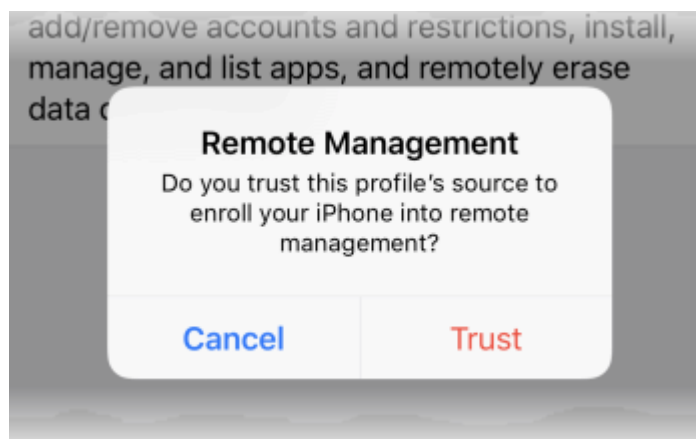 add/remove accounts and restrictions, install,
manage, and list apps, and remotely erase
data
Remote Management
Do you trust this profile's source to
enroll your iPhone into remote
management?
Cancel
Trust